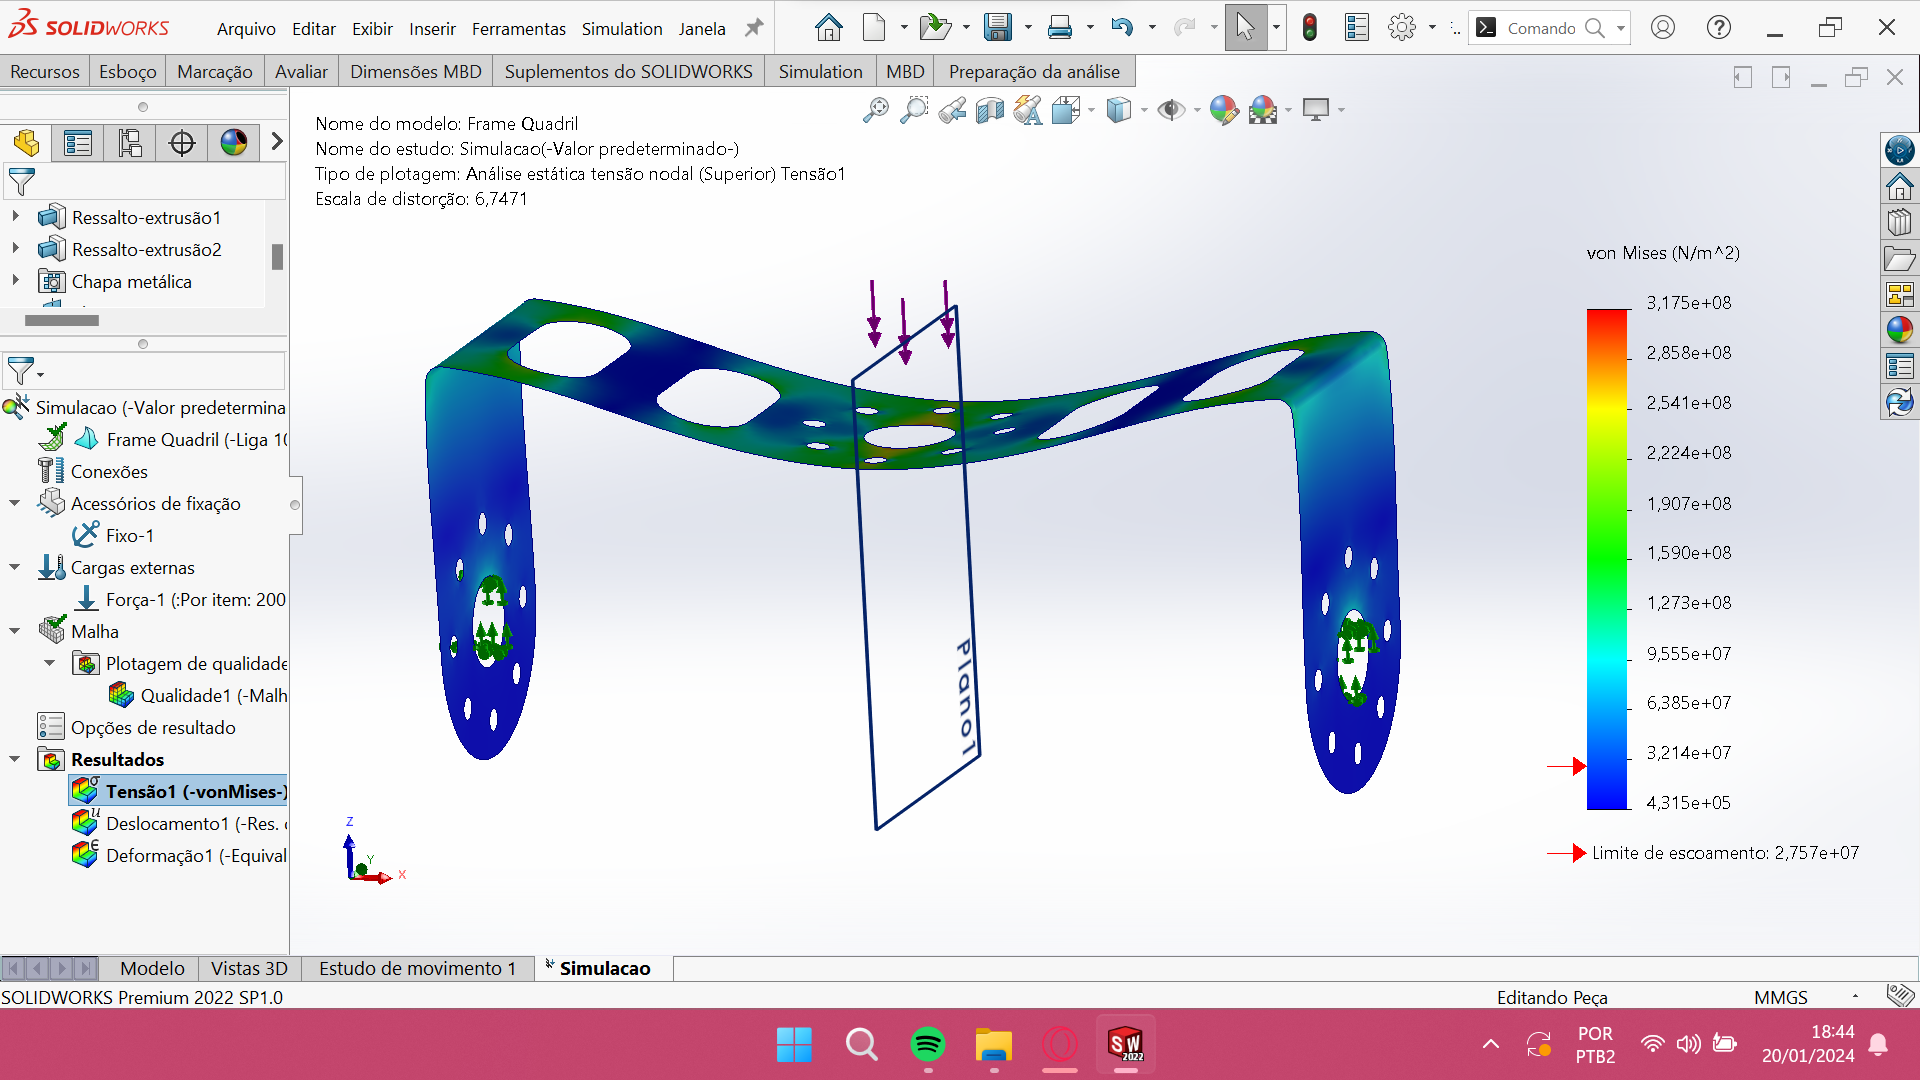 SOLIDWORKS
Arquivo Editar Exibir Inserir Ferramentas Simulation Janela
Comando
Recursos Esboço Marcação Avaliar Dimensões MBD Suplementos do SOLIDWORKS Simulation MBD Preparação da análise
Nome do modelo: Frame Quadril
Nome do estudo: Simulacao(-Valor predeterminado-)
Tipo de plotagem: Análise estática tensão nodal (Superior) Tensão1
Escala de distorção: 6,7471
Ressalto-extrusão1
Ressalto-extrusão2
Chapa metálica
Simulacao (-Valor predetermina
Frame Quadril (-Liga 10
Conexões
Acessórios de fixação
Fixo-1
Cargas externas
Força-1 (:Por item: 200
Malha
Plotagem de qualidade
Qualidade1 (-Malh
Opções de resultado
Resultados
Tensão1 (-vonMises-)
Deslocamento1 (-Res.
Deformação1 (-Equival
von Mises (N/m^2)
3,175e+08
2,858e+08
2,541e+08
2,224e+08
1,907e+08
1,590e+08
1,273e+08
9,555e+07
6,385e+07
3,214e+07
4,315e+05
Limite de escoamento: 2,757e+07
Plano1
Z
Y
X
Modelo Vistas 3D Estudo de movimento 1 Simulacao
SOLIDWORKS Premium 2022 SP1.0
Editando Peça MMGS
SW
2022
POR
PTB2
18:44
20/01/2024